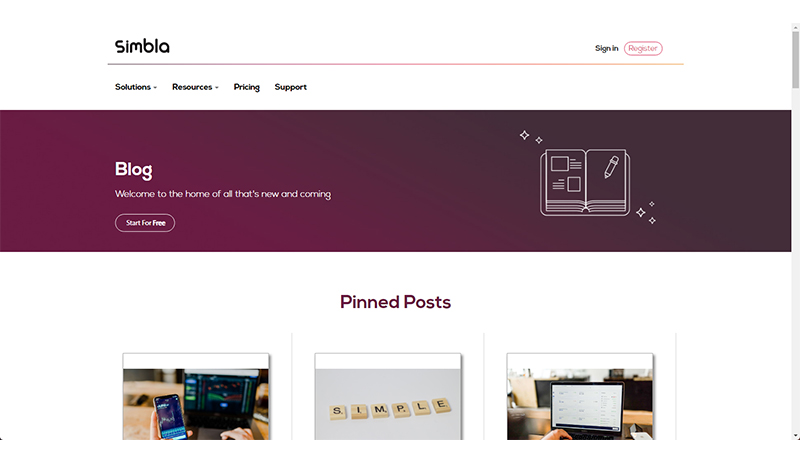 Simbla
Sign in Register
Solutions Resources Pricing Support
Blog
Welcome to the home of all that's new and coming
Start For Free
Pinned Posts
SIMPLE